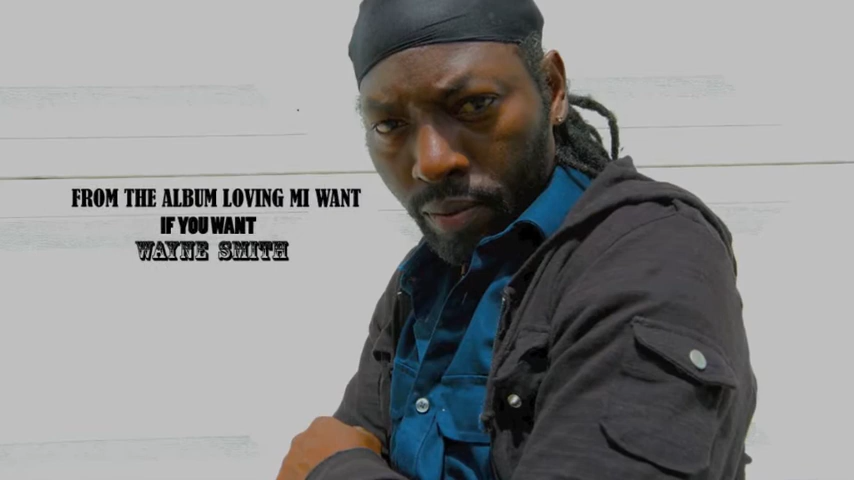 FROM THE ALBUM LOVING MI WANT
IF YOU WANT
WAYNE SMITH